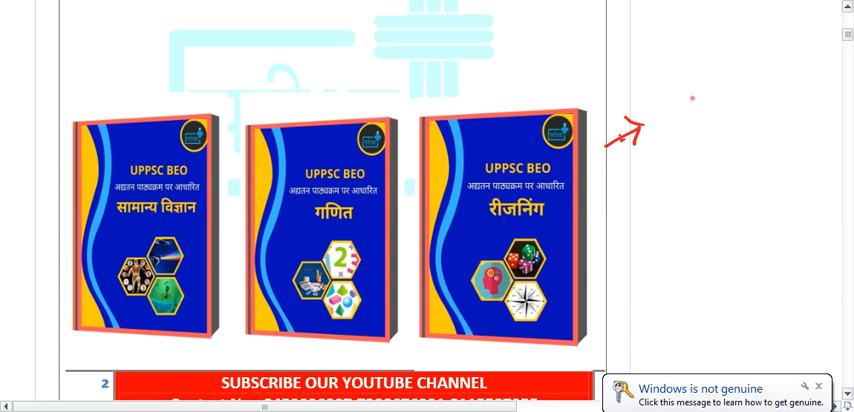 UPPSC BEO
अद्यतन पाठ्यक्रम पर आधारित
सामान्य विज्ञान
UPPSC BEO
अद्यतन पाठ्यक्रम पर आधारित
गणित
2
x
UPPSC BEO
अद्यतन पाठ्यक्रम पर आधारित
रीजनिंग
2
SUBSCRIBE OUR YOUTUBE CHANNEL
Windows is not genuine
Click this message to learn how to get genuine.